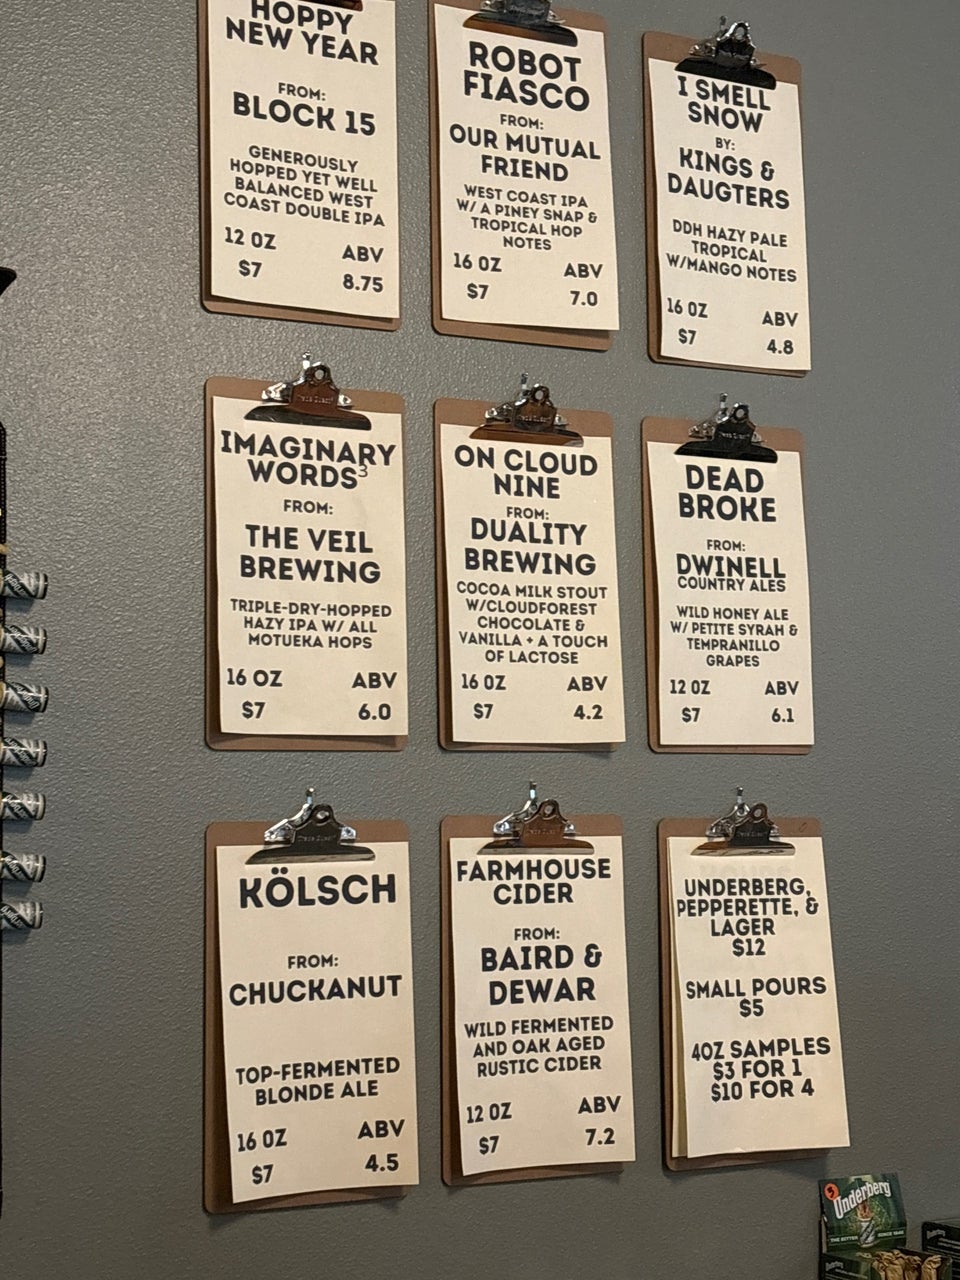 HOPPY
NEW YEAR
FROM:
BLOCK 15
GENEROUSLY
HOPPED YET WELL
BALANCED WEST
COAST DOUBLE IPA
12 OZ ABV
$7 8.75
ROBOT
FIASCO
FROM:
OUR MUTUAL
FRIEND
WEST COAST IPA
W/ A PINEY SNAP &
TROPICAL HOP
NOTES
16 OZ ABV
$7 7.0
I SMELL
SNOW
BY:
KINGS &
DAUGTERS
DDH HAZY PALE
TROPICAL
W/MANGO NOTES
16 OZ ABV
$7 4.8
IMAGINARY
WORDS³
FROM:
THE VEIL
BREWING
TRIPLE-DRY-HOPPED
HAZY IPA W/ ALL
MOTUEKA HOPS
16 OZ ABV
$7 6.0
ON CLOUD
NINE
FROM:
DUALITY
BREWING
COCOA MILK STOUT
W/CLOUDFOREST
CHOCOLATE &
VANILLA + A TOUCH
OF LACTOSE
16 OZ ABV
$7 4.2
DEAD
BROKE
FROM:
DWINELL
COUNTRY ALES
WILD HONEY ALE
W/ PETITE SYRAH &
TEMPRANILLO
GRAPES
12 OZ ABV
$7 6.1
KÖLSCH
FROM:
CHUCKANUT
TOP-FERMENTED
BLONDE ALE
16 OZ ABV
$7 4.5
FARMHOUSE
CIDER
FROM:
BAIRD &
DEWAR
WILD FERMENTED
AND OAK AGED
RUSTIC CIDER
12 OZ ABV
$7 7.2
UNDERBERG,
PEPPERETTE, &
LAGER
$12
SMALL POURS
$5
4OZ SAMPLES
$3 FOR 1
$10 FOR 4
Underberg